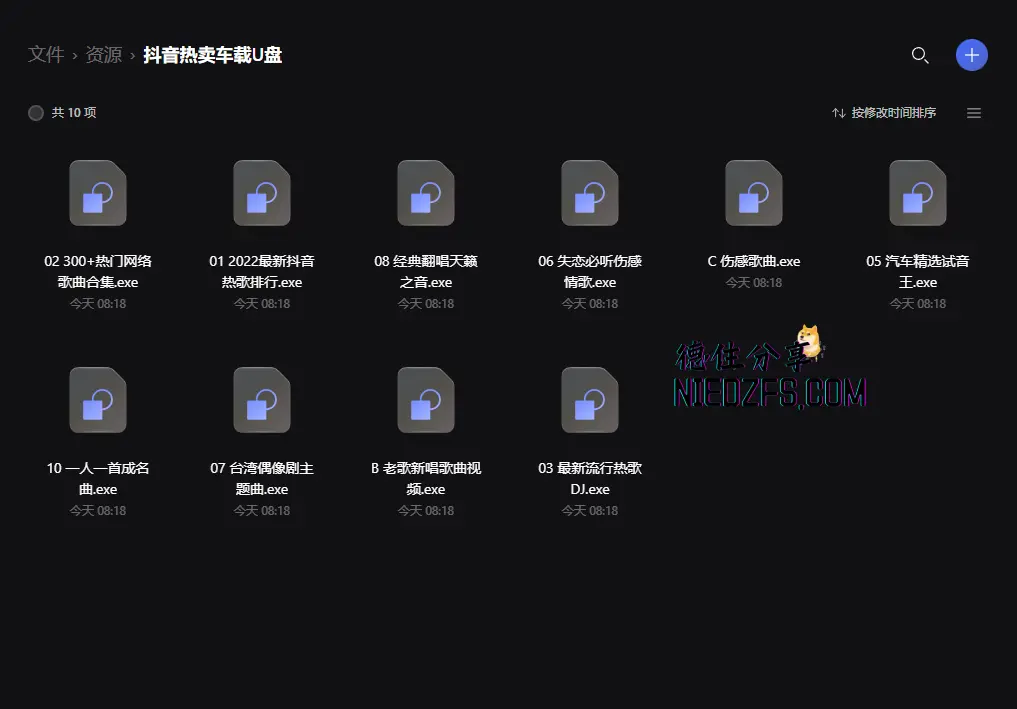 文件 › 资源 › 抖音热卖车载U盘
共 10 项
按修改时间排序
02 300+热门网络
歌曲合集.exe
今天 08:18
01 2022最新抖音
热歌排行.exe
今天 08:18
08 经典翻唱天籁
之音.exe
今天 08:18
06 失恋必听伤感
情歌.exe
今天 08:18
C 伤感歌曲.exe
今天 08:18
05 汽车精选试音
王.exe
今天 08:18
德住分享
NIEDZFS.COM
10 一人一首成名
曲.exe
今天 08:18
07 台湾偶像剧主
题曲.exe
今天 08:18
B 老歌新唱歌曲视
频.exe
今天 08:18
03 最新流行热歌
DJ.exe
今天 08:18